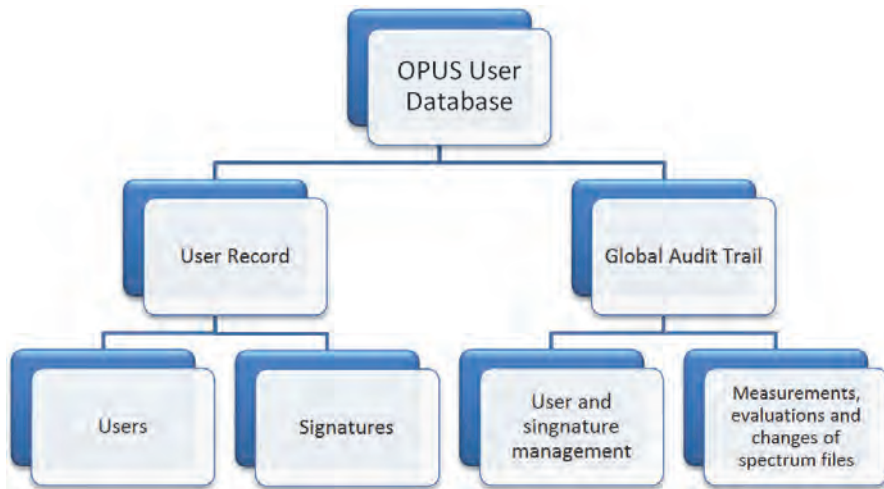 OPUS User
Database
User Record
Global Audit Trail
Users
Signatures
User and
singnature
management
Measurements,
evaluations and
changes of
spectrum files